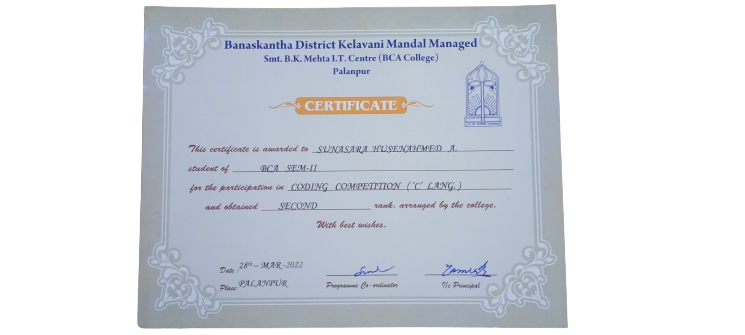 Banaskantha District Kelavani Mandal Managed
Smt. B.K. Mehta I.T. Centre (BCA College)
Palanpur
CERTIFICATE
This certificate is awarded to SUNASARA HUSENAHMED A.
student of BCA SEM-II
for the participation in CODING COMPETITION ('C' LANG.)
and obtained SECOND rank, arranged by the college.
With best wishes.
Date : 28th - MAR-2022
Place: PALANPUR
Programme Co-ordinator
I/c Principal